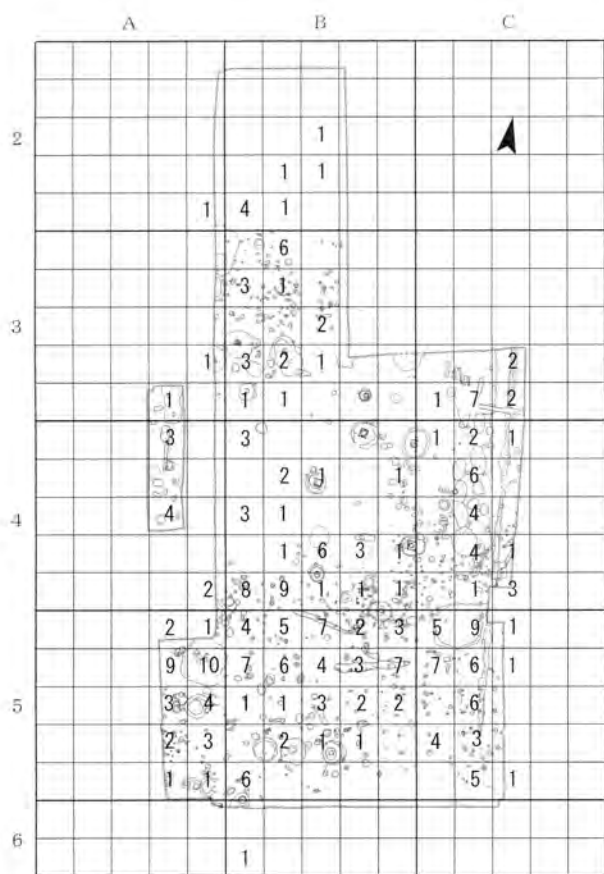 A B C
2 1
1 1
1 4 1
6
3 1
3 2
1 3 2 1 2
1 1 1 1 7 2
3 3 1 2 1
2 1 1 6
4 4 3 1 4
1 6 3 1 4 1
2 8 9 1 1 1 1 3
2 1 4 5 7 2 3 5 9 1
9 10 7 6 4 3 7 7 6 1
5 3 4 1 1 3 2 2 6
2 3 2 1 1 4 3
1 1 6 5 1
6 1